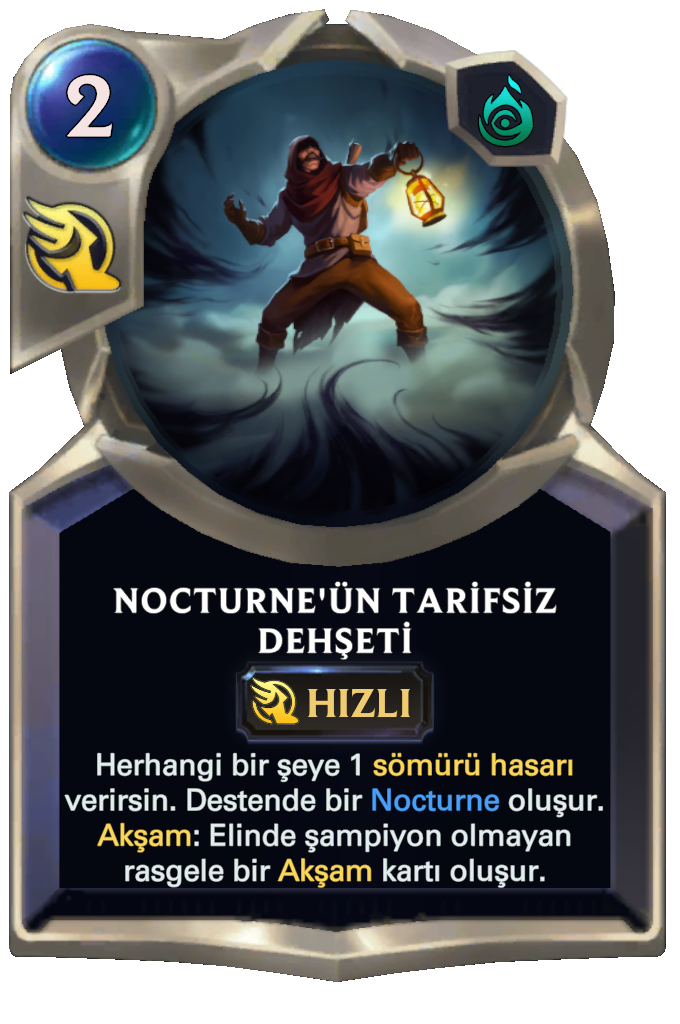 2
NOCTURNE'ÜN TARİFSİZ
DEHŞETİ
HIZLI
Herhangi bir şeye 1 sömürü hasarı
verirsin. Destende bir Nocturne oluşur.
Akşam: Elinde şampiyon olmayan
rasgele bir Akşam kartı oluşur.